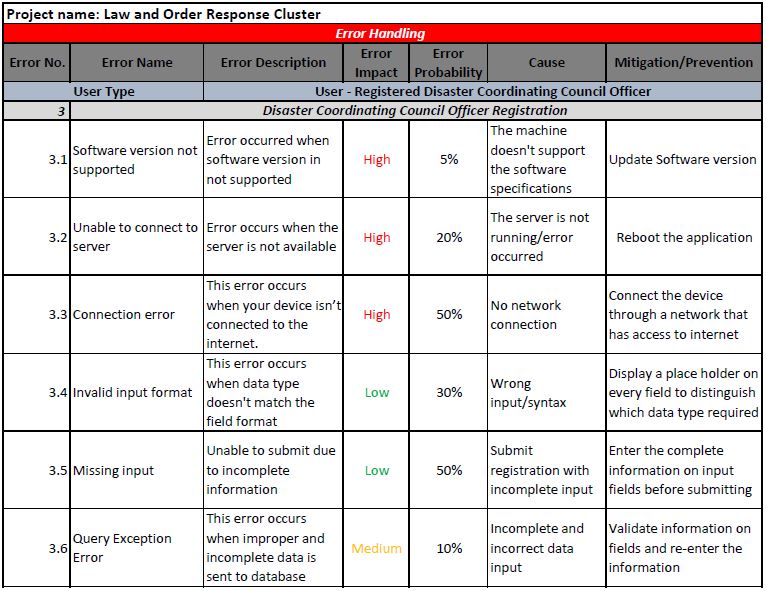 Project name: Law and Order Response Cluster
Error Handling
Error No.
Error Name
Error Description
Error
Impact
Error
Probability
Cause
Mitigation/Prevention
User Type
User - Registered Disaster Coordinating Council Officer
3
Disaster Coordinating Council Officer Registration
3.1
Software version not
supported
Error occurred when
software version in
not supported
High
5%
The machine
doesn't support
the software
specifications
Update Software version
3.2
Unable to connect to
server
Error occurs when the
server is not available
High
20%
The server is not
running/error
occurred
Reboot the application
3.3
Connection error
This error occurs
when your device isn’t
connected to the
internet.
High
50%
No network
connection
Connect the device
through a network that
has access to internet
3.4
Invalid input format
This error occurs
when data type
doesn't match the
field format
Low
30%
Wrong
input/syntax
Display a place holder on
every field to distinguish
which data type required
3.5
Missing input
Unable to submit due
to incomplete
information
Low
50%
Submit
registration with
incomplete input
Enter the complete
information on input
fields before submitting
3.6
Query Exception
Error
This error occurs
when improper and
incomplete data is
sent to database
Medium
10%
Incomplete and
incorrect data
input
Validate information on
fields and re-enter the
information